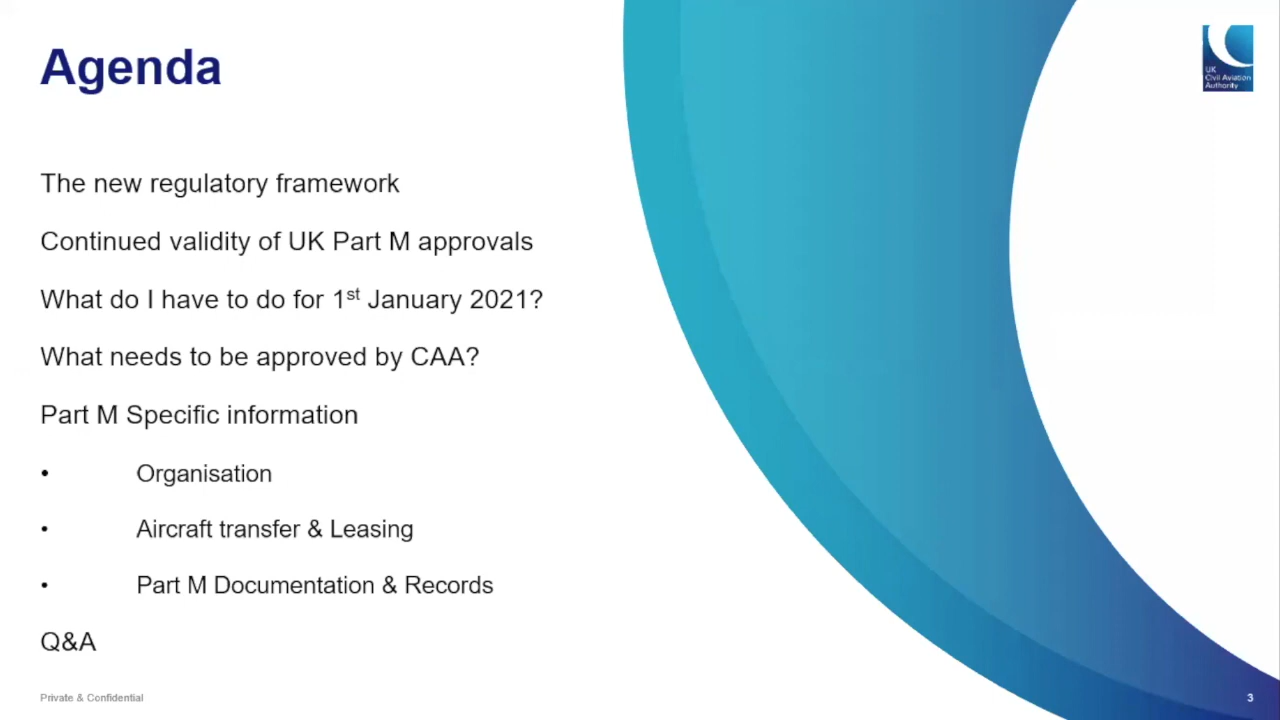 Agenda
UK
Civil Aviation
Authority
The new regulatory framework
Continued validity of UK Part M approvals
What do I have to do for 1st January 2021?
What needs to be approved by CAA?
Part M Specific information
• Organisation
• Aircraft transfer & Leasing
• Part M Documentation & Records
Q&A
Private & Confidential
3